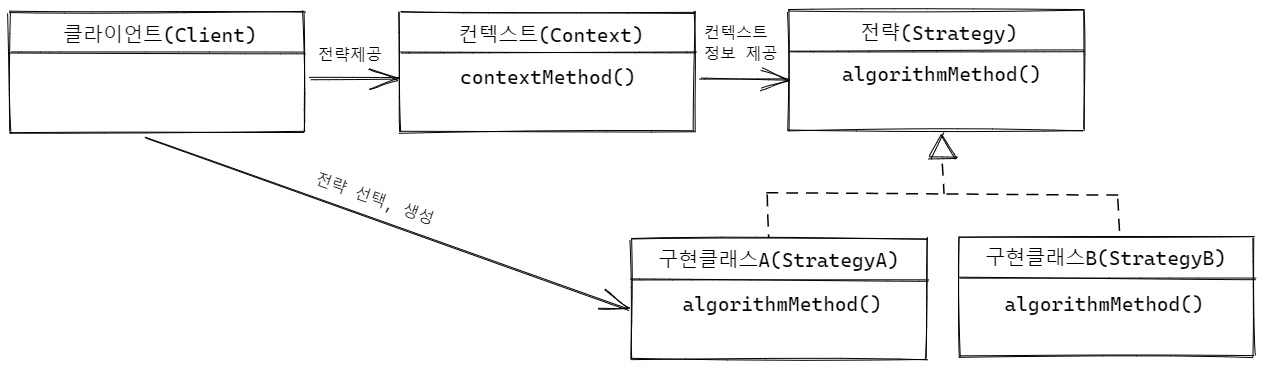 클라이언트(Client)
전략제공
컨텍스트(Context)
contextMethod()
컨텍스트
정보 제공
전략(Strategy)
algorithmMethod()
전략 선택, 생성
구현클래스A(StrategyA)
algorithmMethod()
구현클래스B(StrategyB)
algorithmMethod()